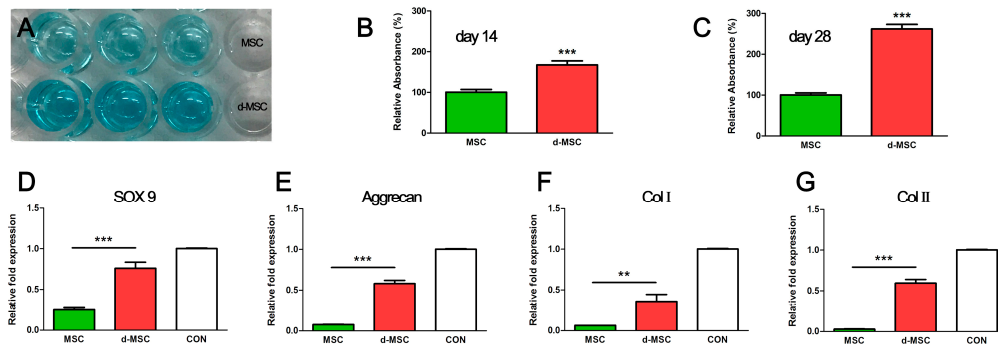 A
MSC
d-MSC
B
day 14
***
Relative Absorbance (%)
200
150
100
50
0
MSC
d-MSC
C
day 28
***
Relative Absorbance (%)
300
200
100
0
MSC
d-MSC
D
SOX 9
Relative fold expression
1.5
1.0
0.5
0.0
***
MSC
d-MSC
CON
E
Aggrecan
Relative fold expression
1.5
1.0
0.5
0.0
***
MSC
d-MSC
CON
F
Col I
Relative fold expression
1.5
1.0
0.5
0.0
**
MSC
d-MSC
CON
G
Col II
Relative fold expression
1.5
1.0
0.5
0.0
***
MSC
d-MSC
CON